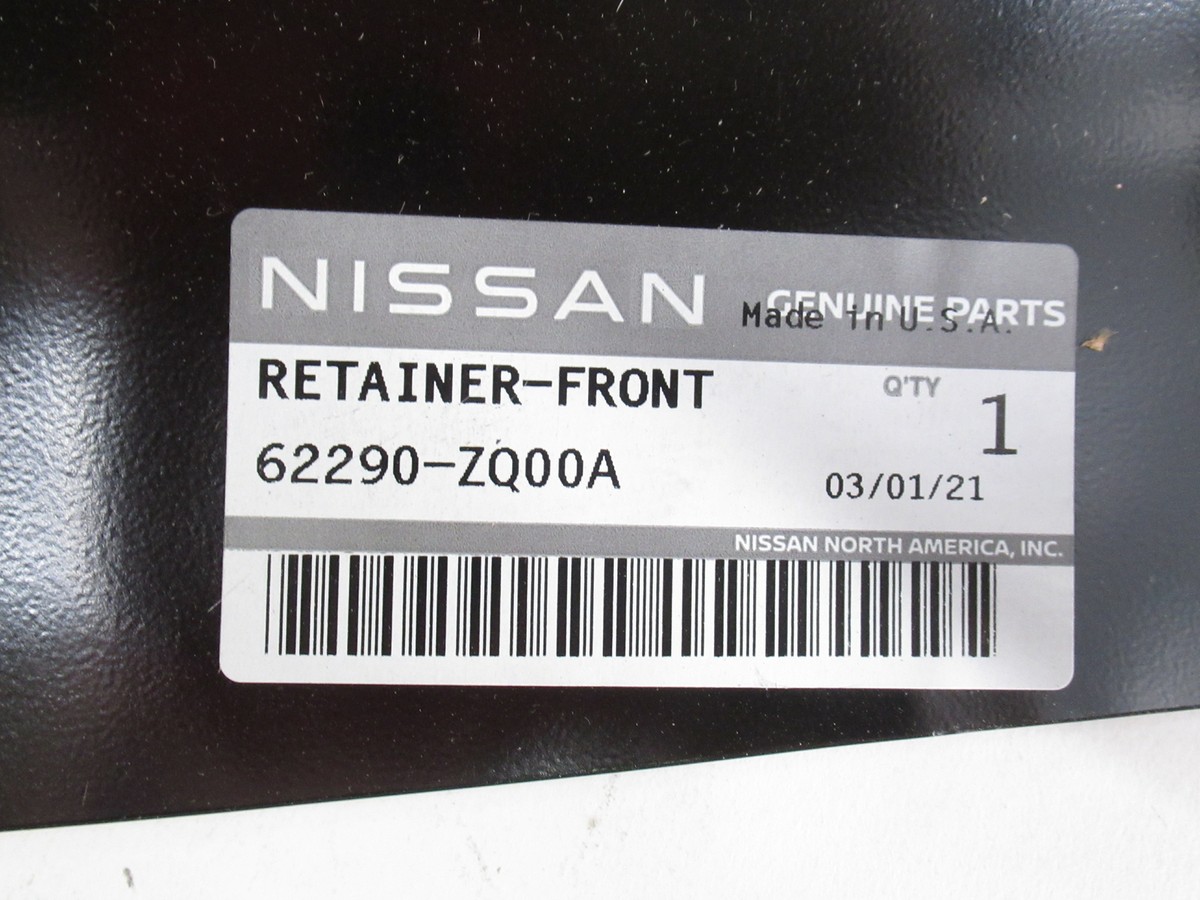 NISSAN GENUINE PARTS
Made in U.S.A.
RETAINER-FRONT Q'TY 1
62290-ZQ00A 03/01/21
NISSAN NORTH AMERICA, INC.